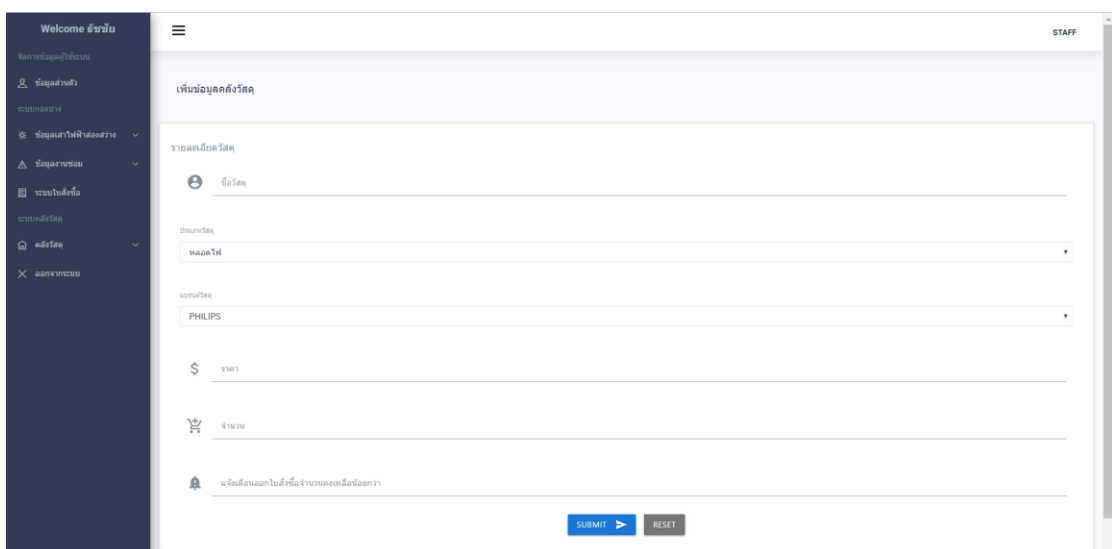 Welcome ธัชชัย
จัดการข้อมูลผู้ใช้ระบบ
ข้อมูลส่วนตัว
ระบบกองช่าง
ข้อมูลเสาไฟฟ้าส่องสว่าง
ข้อมูลงานซ่อม
ระบบใบสั่งซื้อ
ระบบคลังวัสดุ
คลังวัสดุ
ออกจากระบบ
STAFF
เพิ่มข้อมูลคลังวัสดุ
รายละเอียดวัสดุ
ชื่อวัสดุ
ประเภทวัสดุ
หลอดไฟ
แบรนด์วัสดุ
PHILIPS
ราคา
จำนวน
แจ้งเตือนออกใบสั่งซื้อจำนวนคงเหลือน้อยกว่า
SUBMIT
RESET